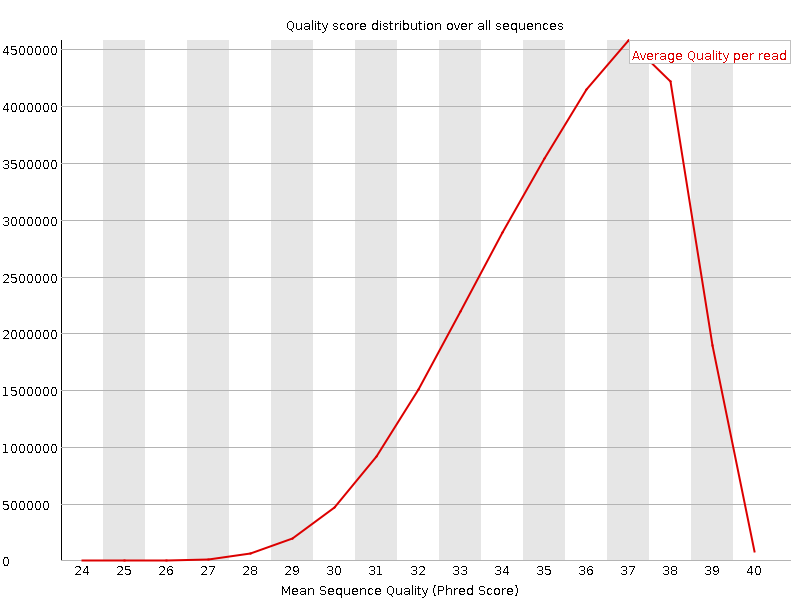 Quality score distribution over all sequences
Average Quality per read
4500000
4000000
3500000
3000000
2500000
2000000
1500000
1000000
500000
0
24 25 26 27 28 29 30 31 32 33 34 35 36 37 38 39 40
Mean Sequence Quality (Phred Score)